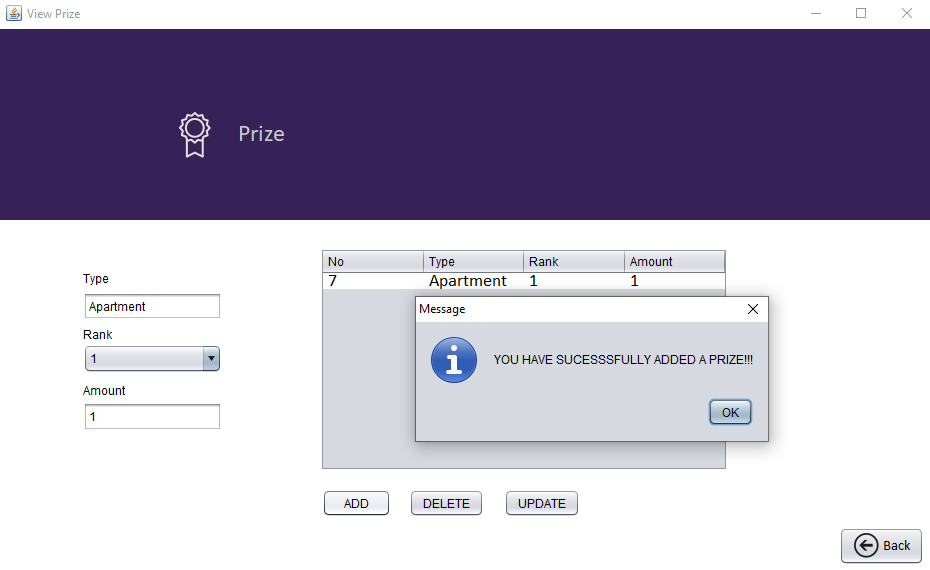 View Prize
Prize
No Type Rank Amount
7 Apartment 1 1
Type
Apartment
Rank
1
Amount
1
Message
YOU HAVE SUCESSSFULLY ADDED A PRIZE!!!
OK
ADD DELETE UPDATE
Back